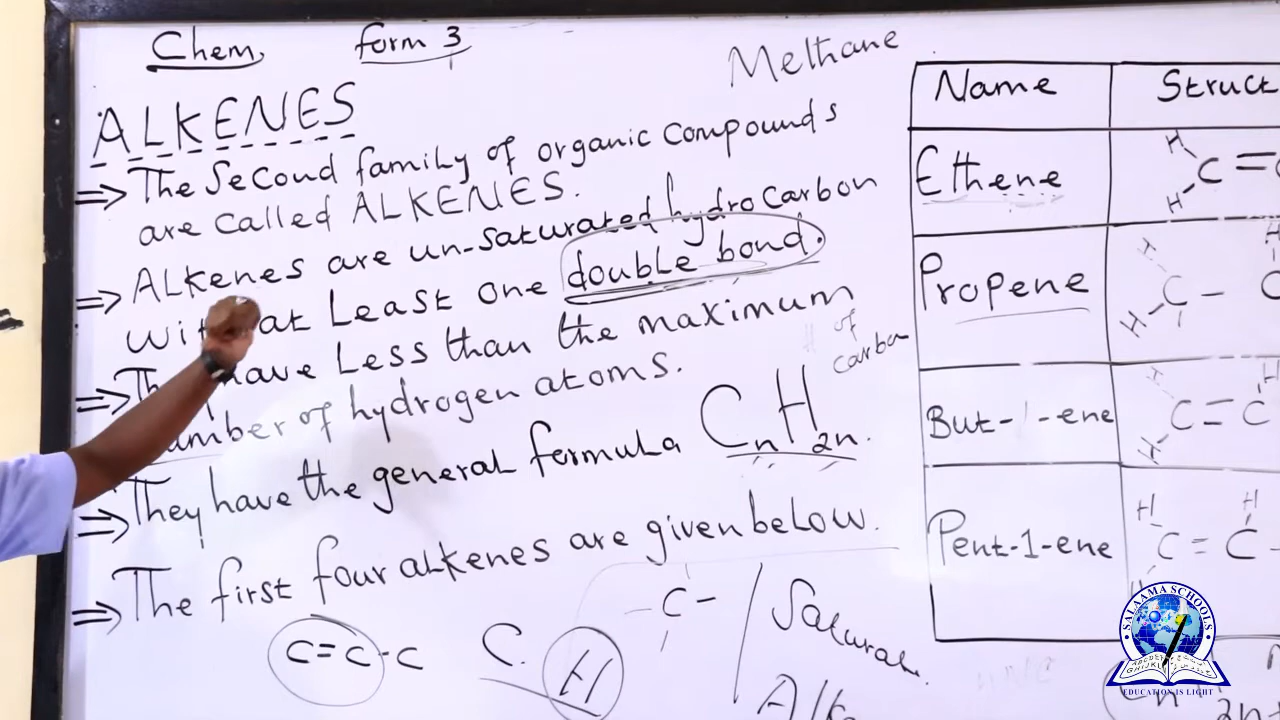 Chem, form 3
Methane
ALKENES
⇒ The Second family of organic compounds
are called ALKENES.
⇒ Alkenes are un-saturated hydrocarbon
at Least one double bond.
⇒ have Less than the maximum
number of hydrogen atoms.
of
carbon
⇒ They have the general formula CnH2n.
⇒ The first four alkenes are given below.
C=C-C
C.
H
-C-
Saturat.
Alk
Name Struct
Ethene
H
C=C
H
Propene
H
C - C
H
But-1-ene
H
C=C
H
Pent-1-ene
H H
C=C-
H
SALAAMA SCHOOLS
EDUCATION IS LIGHT